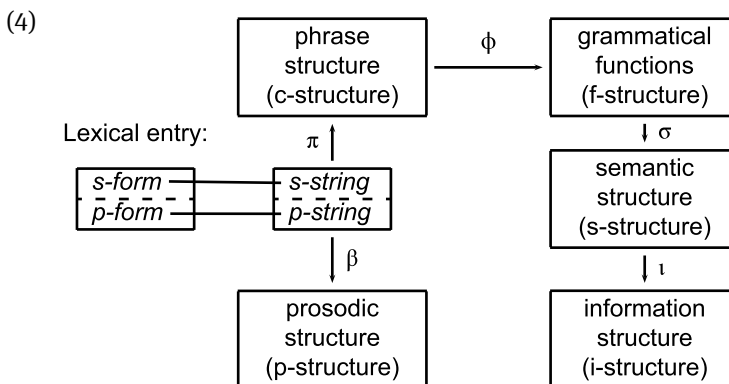 (4)
phrase
structure
(c-structure)
ϕ
grammatical
functions
(f-structure)
Lexical entry:
π
σ
s-form
s-string
p-form
p-string
semantic
structure
(s-structure)
β
ι
prosodic
structure
(p-structure)
information
structure
(i-structure)